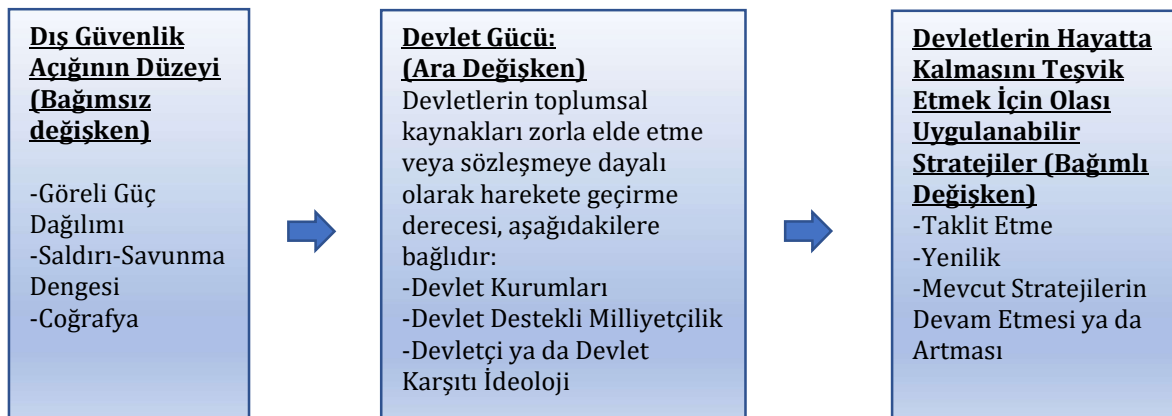 Dış Güvenlik
Açığının Düzeyi
(Bağımsız
değişken)
-Göreli Güç
Dağılımı
-Saldırı-Savunma
Dengesi
-Coğrafya
Devlet Gücü:
(Ara Değişken)
Devletlerin toplumsal
kaynakları zorla elde etme
veya sözleşmeye dayalı
olarak harekete geçirme
derecesi, aşağıdakilere
bağlıdır:
-Devlet Kurumları
-Devlet Destekli Milliyetçilik
-Devletçi ya da Devlet
Karşıtı İdeoloji
Devletlerin Hayatta
Kalmasını Teşvik
Etmek İçin Olası
Uygulanabilir
Stratejiler (Bağımlı
Değişken)
-Taklit Etme
-Yenilik
-Mevcut Stratejilerin
Devam Etmesi ya da
Artması